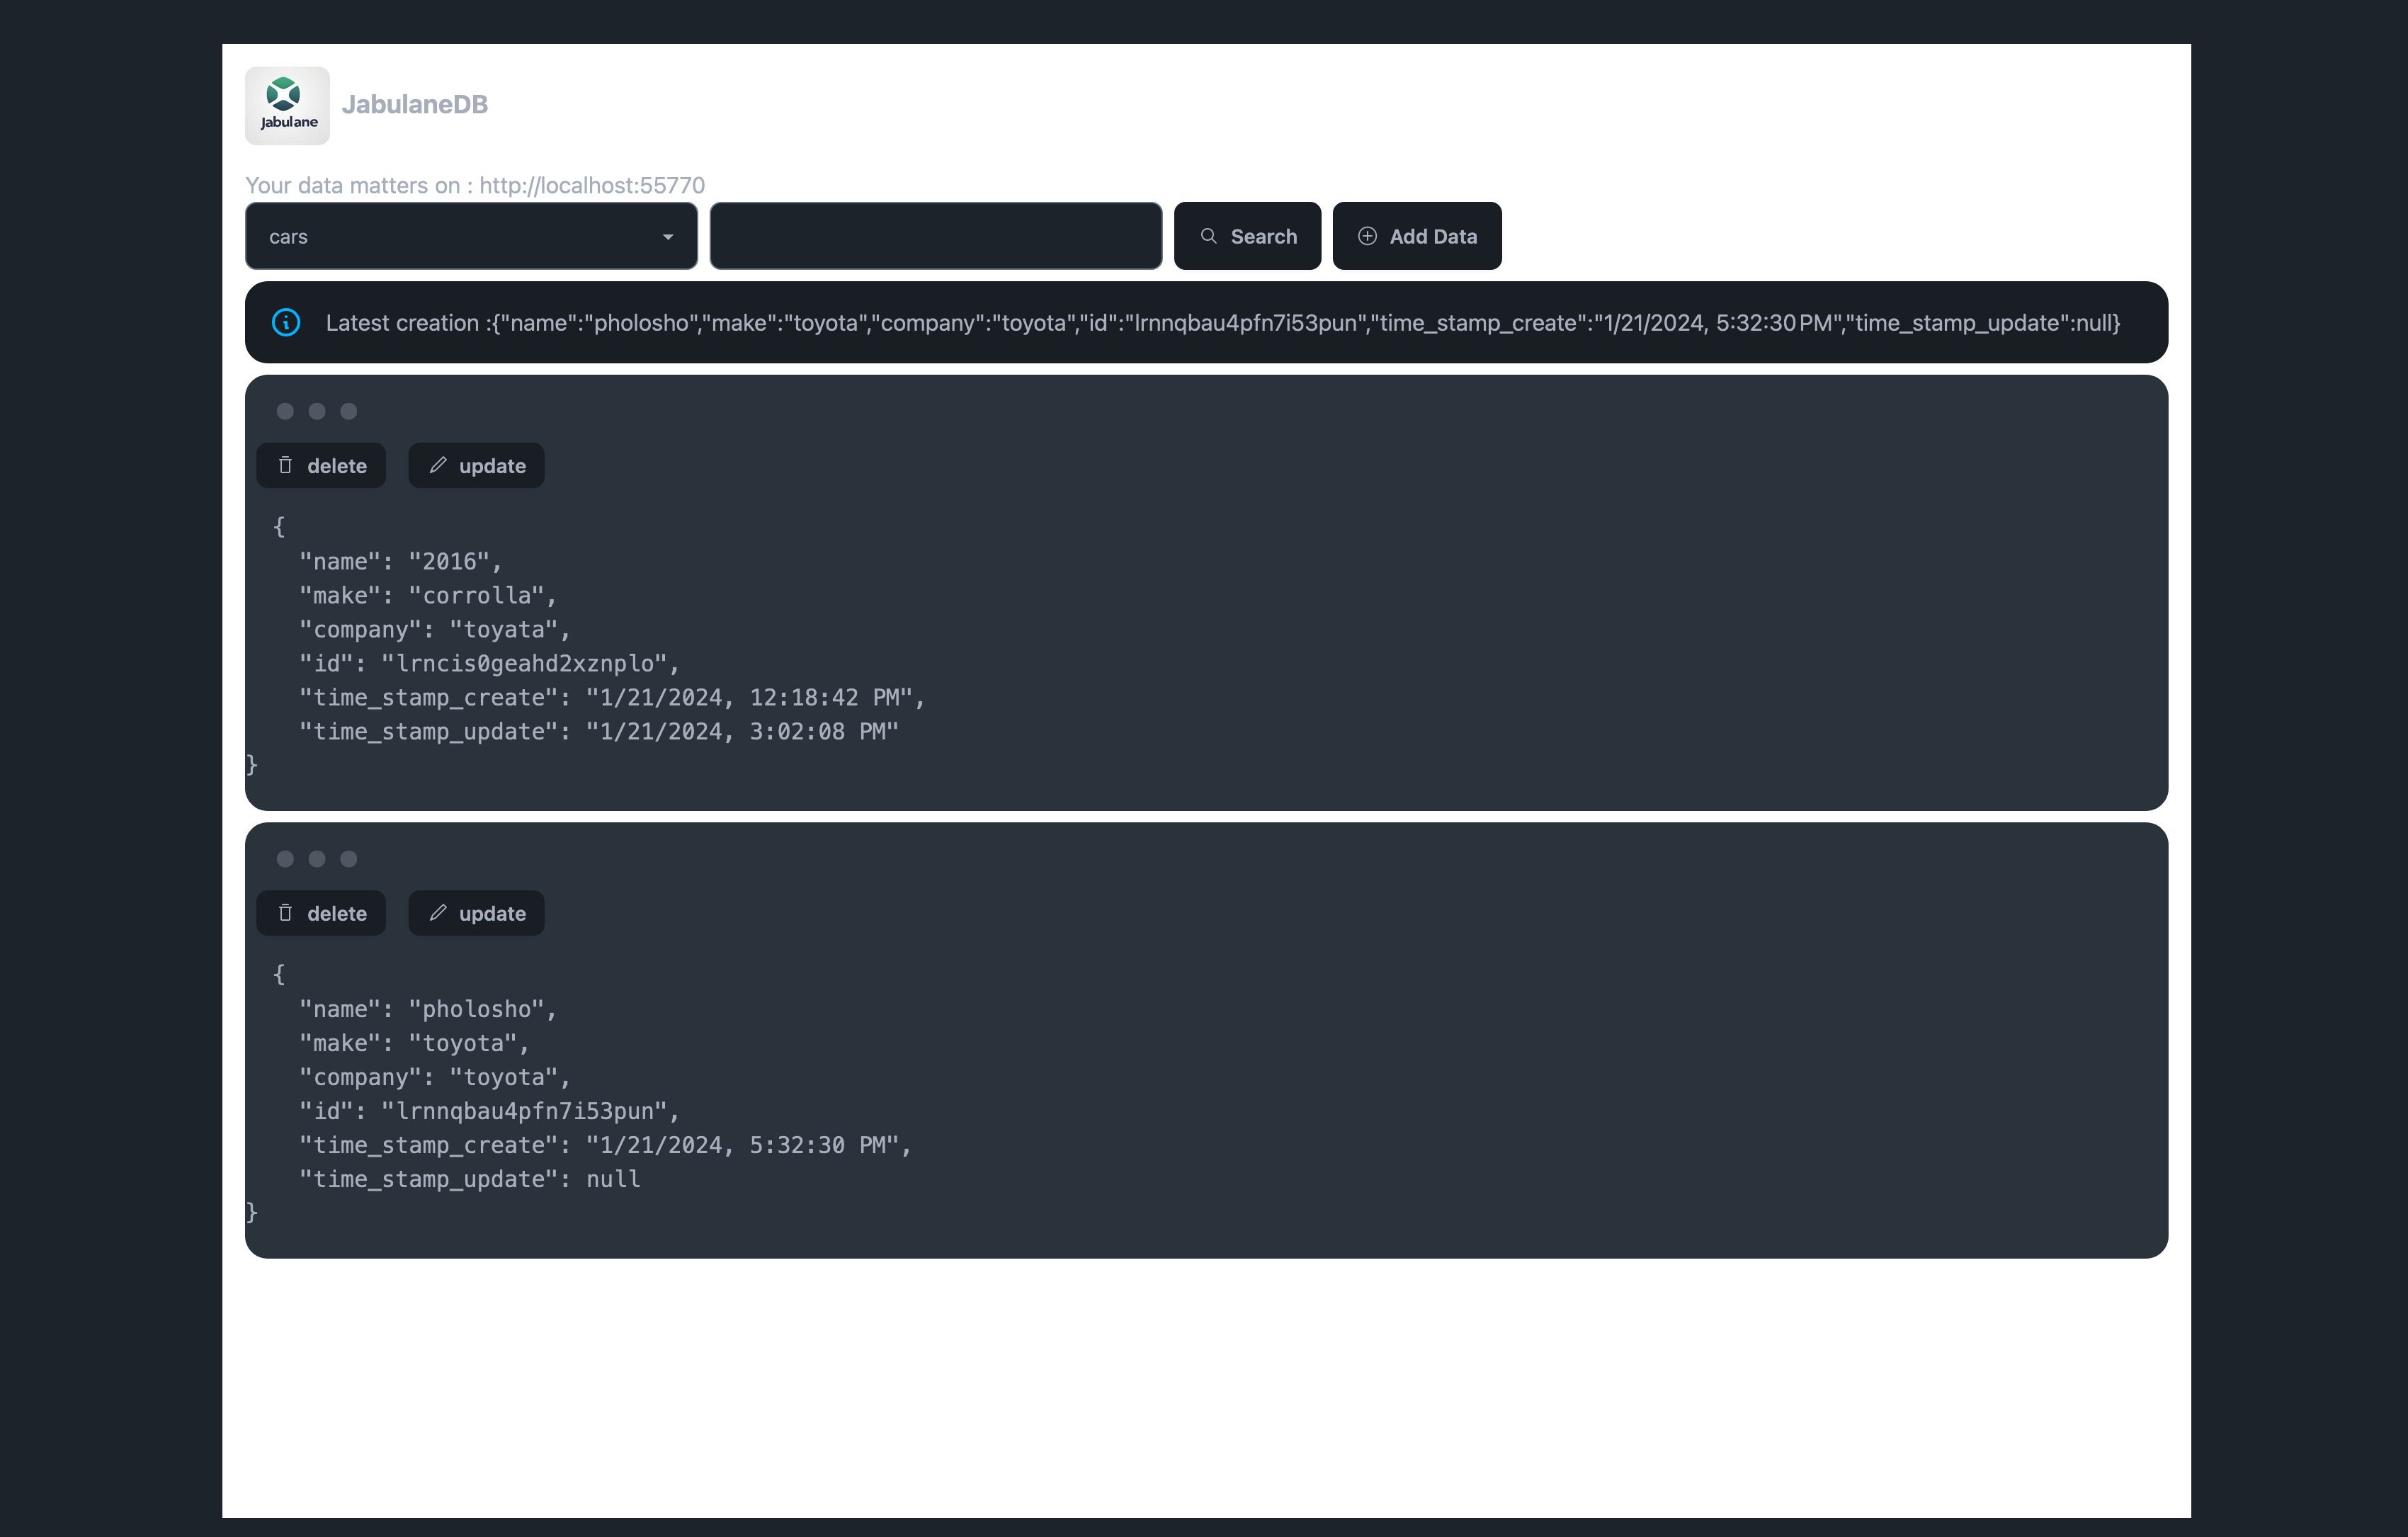 Jabulane
JabulaneDB
Your data matters on : http://localhost:55770
cars
Search
Add Data
Latest creation :{"name":"pholosho","make":"toyota","company":"toyota","id":"lrnnqbau4pfn7i53pun","time_stamp_create":"1/21/2024, 5:32:30 PM","time_stamp_update":null}
delete
update
{
"name": "2016",
"make": "corrolla",
"company": "toyata",
"id": "lrncis0geahd2xznplo",
"time_stamp_create": "1/21/2024, 12:18:42 PM",
"time_stamp_update": "1/21/2024, 3:02:08 PM"
}
delete
update
{
"name": "pholosho",
"make": "toyota",
"company": "toyota",
"id": "lrnnqbau4pfn7i53pun",
"time_stamp_create": "1/21/2024, 5:32:30 PM",
"time_stamp_update": null
}